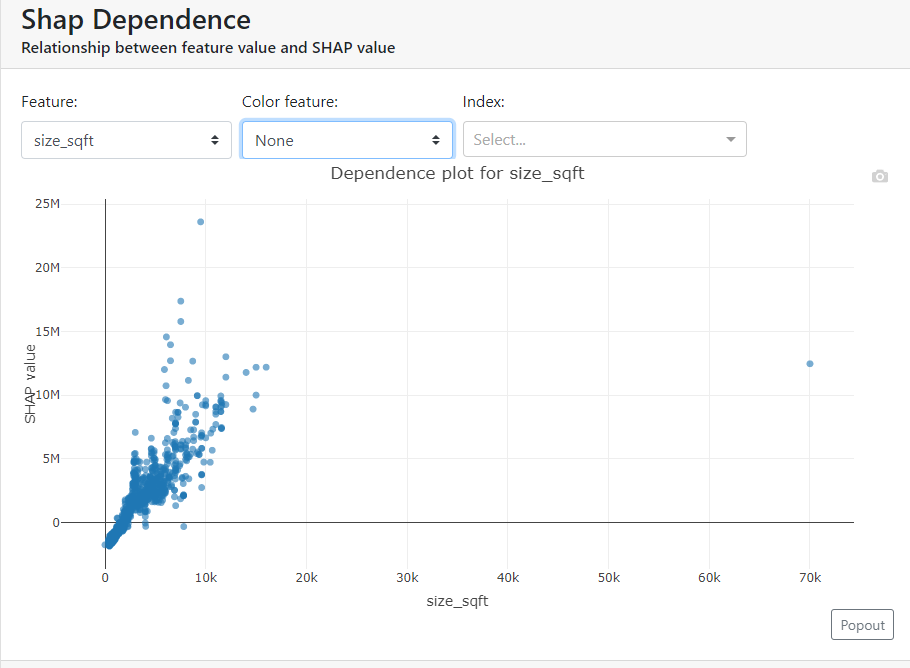 Shap Dependence
Relationship between feature value and SHAP value
Feature: Color feature: Index:
size_sqft None Select...
Dependence plot for size_sqft
25M
20M
15M
10M
5M
0
SHAP value
0 10k 20k 30k 40k 50k 60k 70k
size_sqft
Popout